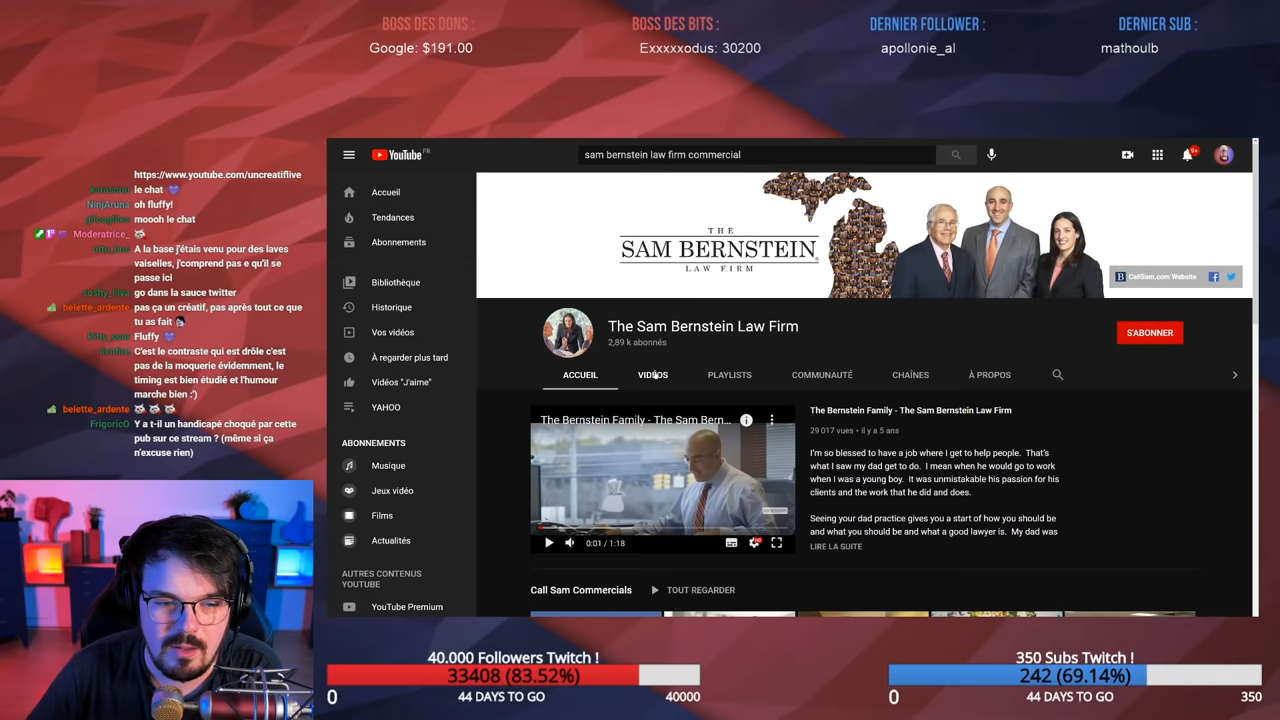 BOSS DES DONS :
Google: $191.00
BOSS DES BITS :
Exxxxxodus: 30200
DERNIER FOLLOWER :
apollonie_al
DERNIER SUB :
mathoulb
https://www.youtube.com/uncreatiflive
le chat
NinjAruna oh fluffy!
moooh le chat
Moderatrice_
A la base j'étais venu pour des laves
vaiselles, j'comprend pas e qu'il se
passe ici
go dans la sauce twitter
belette_ardente pas ça un créatif, pas après tout ce que
tu as fait
Fluffy
C'est le contraste qui est drôle c'est
pas de la moquerie évidemment, le
timing est bien étudié et l'humour
marche bien :')
belette_ardente
FrigoricO Y a t-il un handicapé choqué par cette
pub sur ce stream ? (même si ça
n'excuse rien)
YouTube FR
sam bernstein law firm commercial
9+
Accueil
Tendances
Abonnements
Bibliothèque
Historique
Vos vidéos
À regarder plus tard
Vidéos "J'aime"
YAHOO
ABONNEMENTS
Musique
Jeux vidéo
Films
Actualités
AUTRES CONTENUS
YOUTUBE
YouTube Premium
THE
SAM BERNSTEIN
LAW FIRM
CallSam.com Website
The Sam Bernstein Law Firm
2,89 k abonnés
S'ABONNER
ACCUEIL
VIDÉOS
PLAYLISTS
COMMUNAUTÉ
CHAÎNES
À PROPOS
The Bernstein Family - The Sam Bern...
0:01 / 1:18
The Bernstein Family - The Sam Bernstein Law Firm
29 017 vues • il y a 5 ans
I'm so blessed to have a job where I get to help people. That's
what I saw my dad get to do. I mean when he would go to work
when I was a young boy. It was unmistakable his passion for his
clients and the work that he did and does.
Seeing your dad practice gives you a start of how you should be
and what you should be and what a good lawyer is. My dad was
LIRE LA SUITE
Call Sam Commercials
TOUT REGARDER
40.000 Followers Twitch !
33408 (83.52%)
0
44 DAYS TO GO
40000
350 Subs Twitch !
242 (69.14%)
0
44 DAYS TO GO
350